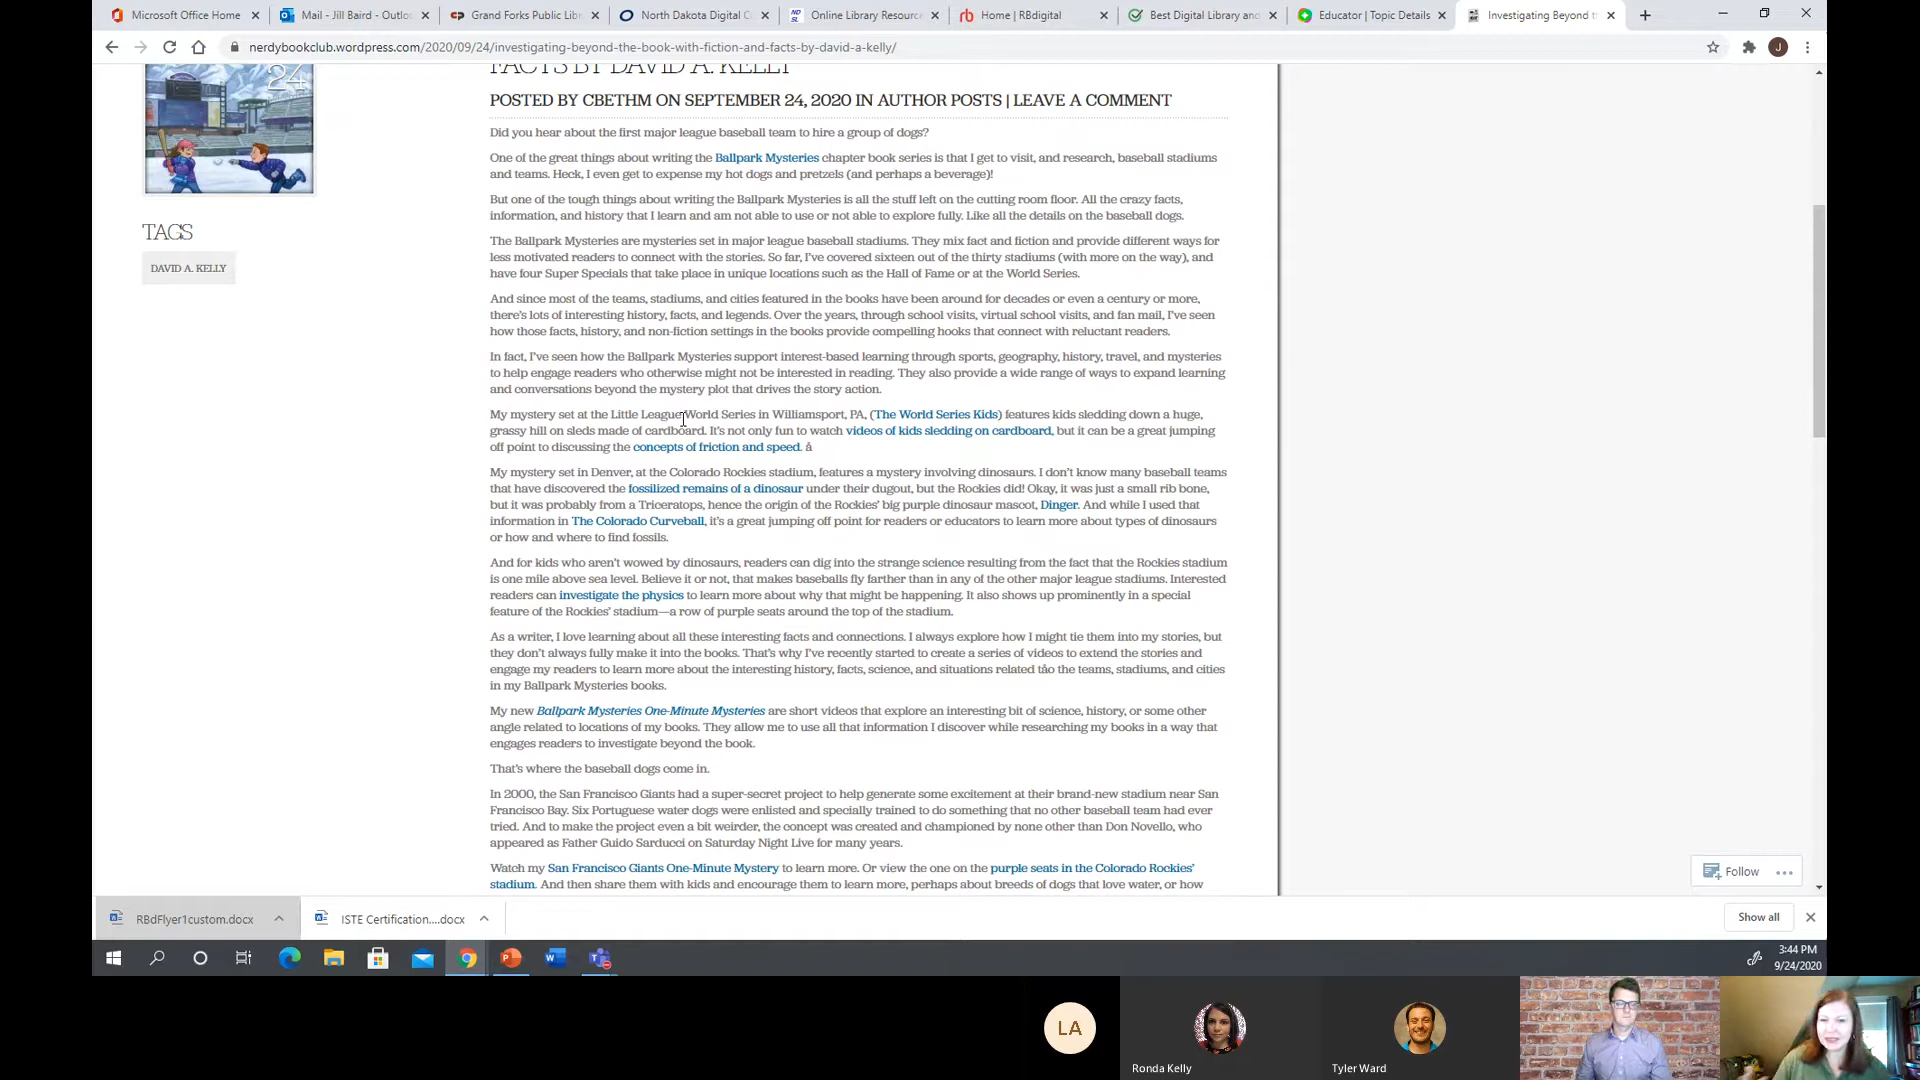 Microsoft Office Home
Mail - Jill Baird - Outlo
Grand Forks Public Libr
North Dakota Digital C
Online Library Resource
Home | RBdigital
Best Digital Library and
Educator | Topic Details
Investigating Beyond t
nerdybookclub.wordpress.com/2020/09/24/investigating-beyond-the-book-with-fiction-and-facts-by-david-a-kelly/
J
24
TAGS
DAVID A. KELLY
FACTS BY DAVID A. KELLY
POSTED BY CBETHM ON SEPTEMBER 24, 2020 IN AUTHOR POSTS | LEAVE A COMMENT
Did you hear about the first major league baseball team to hire a group of dogs?
One of the great things about writing the Ballpark Mysteries chapter book series is that I get to visit, and research, baseball stadiums
and teams. Heck, I even get to expense my hot dogs and pretzels (and perhaps a beverage)!
But one of the tough things about writing the Ballpark Mysteries is all the stuff left on the cutting room floor. All the crazy facts,
information, and history that I learn and am not able to use or not able to explore fully. Like all the details on the baseball dogs.
The Ballpark Mysteries are mysteries set in major league baseball stadiums. They mix fact and fiction and provide different ways for
less motivated readers to connect with the stories. So far, I've covered sixteen out of the thirty stadiums (with more on the way), and
have four Super Specials that take place in unique locations such as the Hall of Fame or at the World Series.
And since most of the teams, stadiums, and cities featured in the books have been around for decades or even a century or more,
there's lots of interesting history, facts, and legends. Over the years, through school visits, virtual school visits, and fan mail, I've seen
how those facts, history, and non-fiction settings in the books provide compelling hooks that connect with reluctant readers.
In fact, I've seen how the Ballpark Mysteries support interest-based learning through sports, geography, history, travel, and mysteries
to help engage readers who otherwise might not be interested in reading. They also provide a wide range of ways to expand learning
and conversations beyond the mystery plot that drives the story action.
My mystery set at the Little League World Series in Williamsport, PA, (The World Series Kids) features kids sledding down a huge,
grassy hill on sleds made of cardboard. It's not only fun to watch videos of kids sledding on cardboard, but it can be a great jumping
off point to discussing the concepts of friction and speed. â
My mystery set in Denver, at the Colorado Rockies stadium, features a mystery involving dinosaurs. I don't know many baseball teams
that have discovered the fossilized remains of a dinosaur under their dugout, but the Rockies did! Okay, it was just a small rib bone,
but it was probably from a Triceratops, hence the origin of the Rockies' big purple dinosaur mascot, Dinger. And while I used that
information in The Colorado Curveball, it's a great jumping off point for readers or educators to learn more about types of dinosaurs
or how and where to find fossils.
And for kids who aren't wowed by dinosaurs, readers can dig into the strange science resulting from the fact that the Rockies stadium
is one mile above sea level. Believe it or not, that makes baseballs fly farther than in any of the other major league stadiums. Interested
readers can investigate the physics to learn more about why that might be happening. It also shows up prominently in a special
feature of the Rockies' stadium—a row of purple seats around the top of the stadium.
As a writer, I love learning about all these interesting facts and connections. I always explore how I might tie them into my stories, but
they don't always fully make it into the books. That's why I've recently started to create a series of videos to extend the stories and
engage my readers to learn more about the interesting history, facts, science, and situations related tâo the teams, stadiums, and cities
in my Ballpark Mysteries books.
My new Ballpark Mysteries One-Minute Mysteries are short videos that explore an interesting bit of science, history, or some other
angle related to locations of my books. They allow me to use all that information I discover while researching my books in a way that
engages readers to investigate beyond the book.
That's where the baseball dogs come in.
In 2000, the San Francisco Giants had a super-secret project to help generate some excitement at their brand-new stadium near San
Francisco Bay. Six Portuguese water dogs were enlisted and specially trained to do something that no other baseball team had ever
tried. And to make the project even a bit weirder, the concept was created and championed by none other than Don Novello, who
appeared as Father Guido Sarducci on Saturday Night Live for many years.
Watch my San Francisco Giants One-Minute Mystery to learn more. Or view the one on the purple seats in the Colorado Rockies'
stadium. And then share them with kids and encourage them to learn more, perhaps about breeds of dogs that love water, or how
Follow
RBdFlyer1custom.docx
ISTE Certification....docx
Show all
3:44 PM
9/24/2020
LA
Ronda Kelly
Tyler Ward